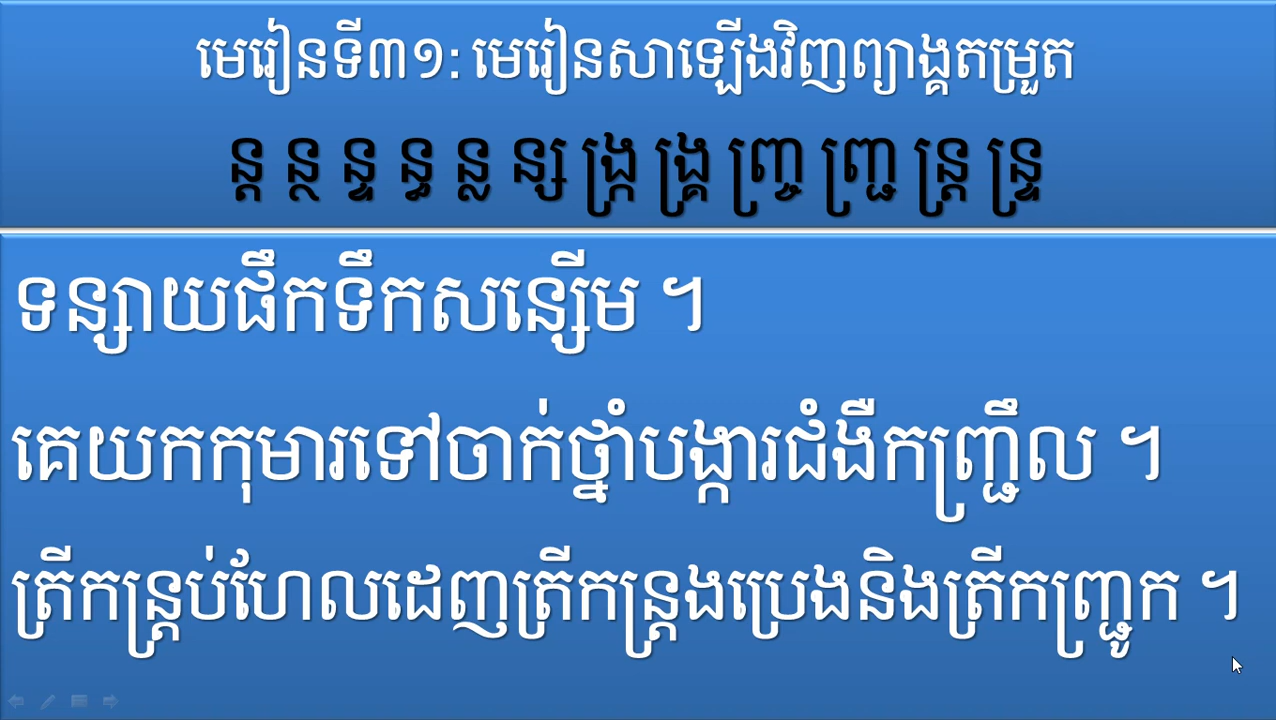 មេរៀនទី៣១: មេរៀនសាឡើងវិញព្យាង្គតម្រួត
ន្ត ន្ថ ន្ទ ន្ធ ន្ល ន្ស ង្ក្រ ង្គ្រ ញ្ច្រ ញ្ជ្រ ន្ត្រ ន្ទ្រ
ទន្សាយផឹកទឹកសន្សើម ។
គេយកកុមារទៅចាក់ថ្នាំបង្ការជំងឺកញ្ជ្រឹល ។
ត្រីកន្ត្រប់ហែលដេញត្រីកន្ត្រងប្រេងនិងត្រីកញ្ជ្រូក ។